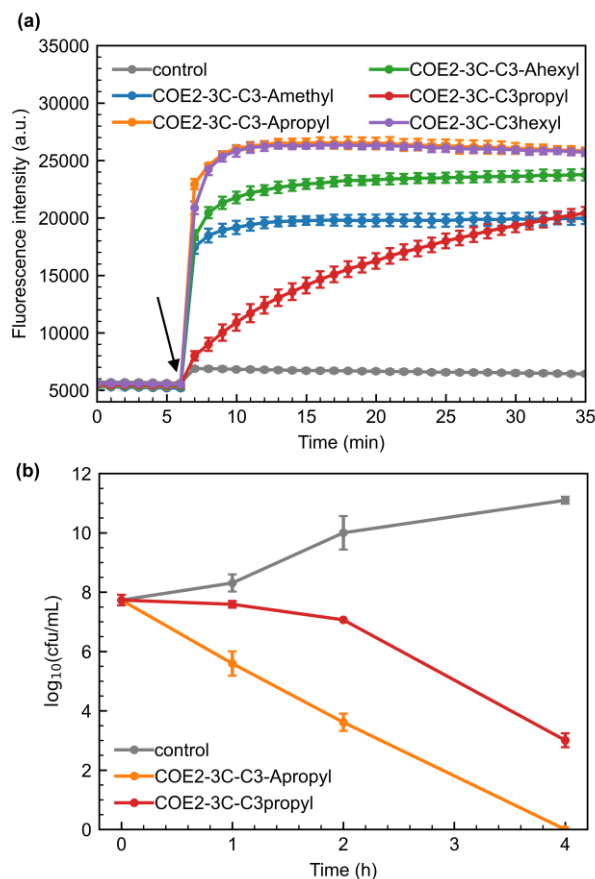 (a)
35000
30000
25000
20000
15000
10000
5000
Fluorescence intensity (a.u.)
control
COE2-3C-C3-Amethyl
COE2-3C-C3-Apropyl
COE2-3C-C3-Ahexyl
COE2-3C-C3propyl
COE2-3C-C3hexyl
0 5 10 15 20 25 30 35
Time (min)
(b)
12
10
8
6
4
2
0
log10(cfu/mL)
control
COE2-3C-C3-Apropyl
COE2-3C-C3propyl
0 1 2 3 4
Time (h)